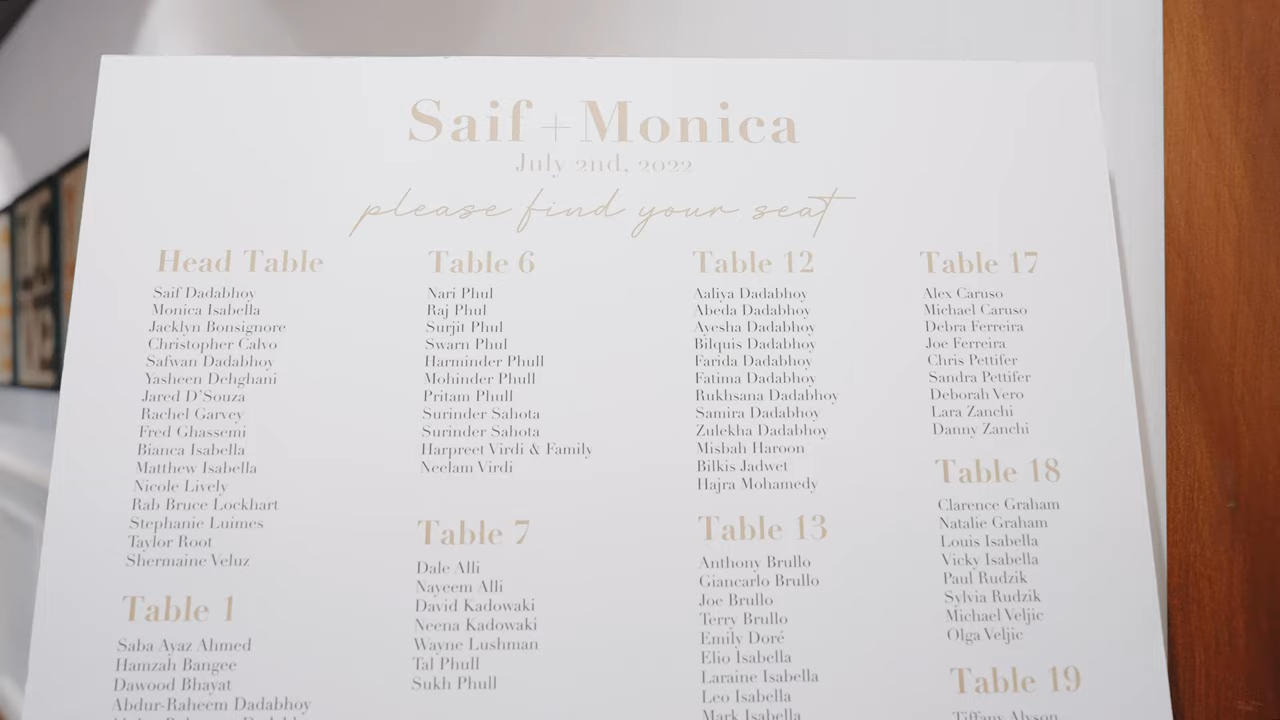 Saif + Monica
July 2nd, 2022
please find your seat
Head Table
Saif Dadabhoy
Monica Isabella
Jacklyn Bonsignore
Christopher Calvo
Safwan Dadabhoy
Yasheen Dehghani
Jared D'Souza
Rachel Garvey
Fred Ghassemi
Bianca Isabella
Matthew Isabella
Nicole Lively
Rab Bruce Lockhart
Stephanie Luimes
Taylor Root
Shermaine Veluz
Table 1
Saba Ayaz Ahmed
Hamzah Bangee
Dawood Bhayat
Abdur-Raheem Dadabhoy
Table 6
Nari Phul
Raj Phul
Surjit Phul
Swarn Phul
Harminder Phull
Mohinder Phull
Pritam Phull
Surinder Sahota
Surinder Sahota
Harpreet Virdi & Family
Neelam Virdi
Table 7
Dale Alli
Nayeem Alli
David Kadowaki
Neena Kadowaki
Wayne Lushman
Tal Phull
Sukh Phull
Table 12
Aaliya Dadabhoy
Abeda Dadabhoy
Ayesha Dadabhoy
Bilquis Dadabhoy
Farida Dadabhoy
Fatima Dadabhoy
Rukhsana Dadabhoy
Samira Dadabhoy
Zulekha Dadabhoy
Misbah Haroon
Bilkis Jadwet
Hajra Mohamedy
Table 13
Anthony Brullo
Giancarlo Brullo
Joe Brullo
Terry Brullo
Emily Doré
Elio Isabella
Laraine Isabella
Leo Isabella
Mark Isabella
Table 17
Alex Caruso
Michael Caruso
Debra Ferreira
Joe Ferreira
Chris Pettifer
Sandra Pettifer
Deborah Vero
Lara Zanchi
Danny Zanchi
Table 18
Clarence Graham
Natalie Graham
Louis Isabella
Vicky Isabella
Paul Rudzik
Sylvia Rudzik
Michael Veljic
Olga Veljic
Table 19
Tiffany Alyson